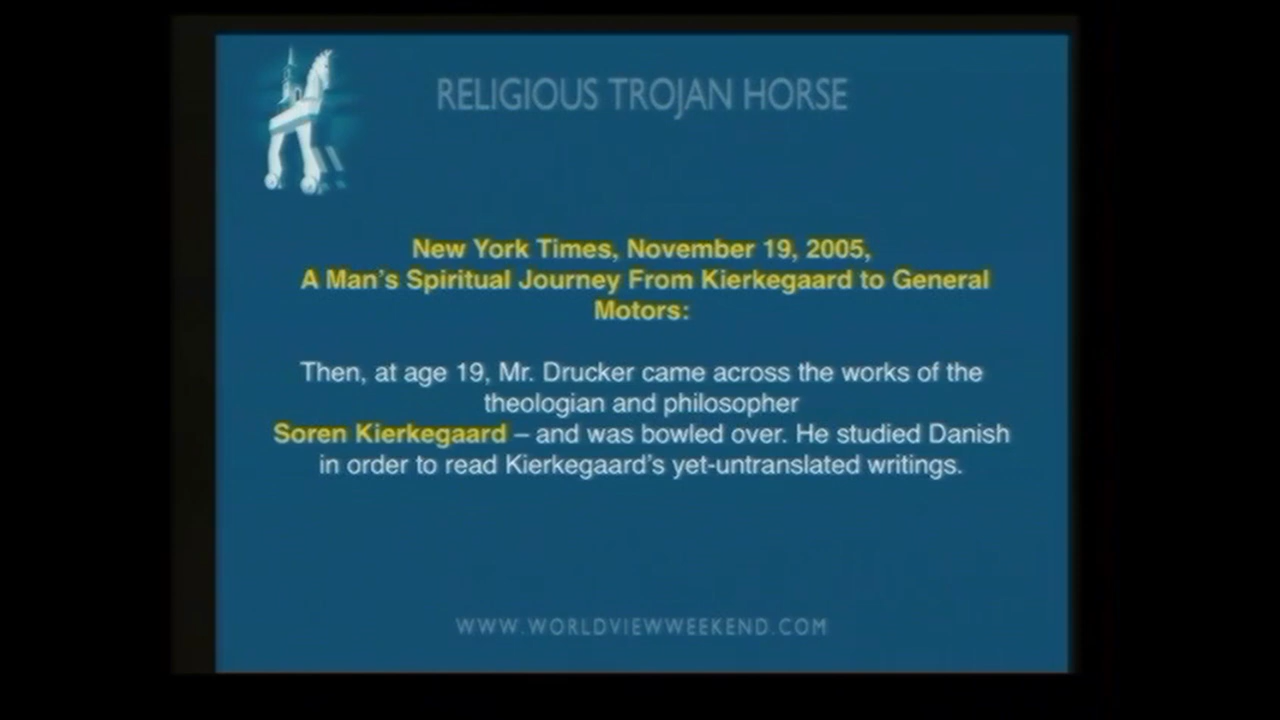 RELIGIOUS TROJAN HORSE
New York Times, November 19, 2005,
A Man's Spiritual Journey From Kierkegaard to General
Motors:
Then, at age 19, Mr. Drucker came across the works of the
theologian and philosopher
Soren Kierkegaard – and was bowled over. He studied Danish
in order to read Kierkegaard's yet-untranslated writings.
WWW.WORLDVIEWWEEKEND.COM